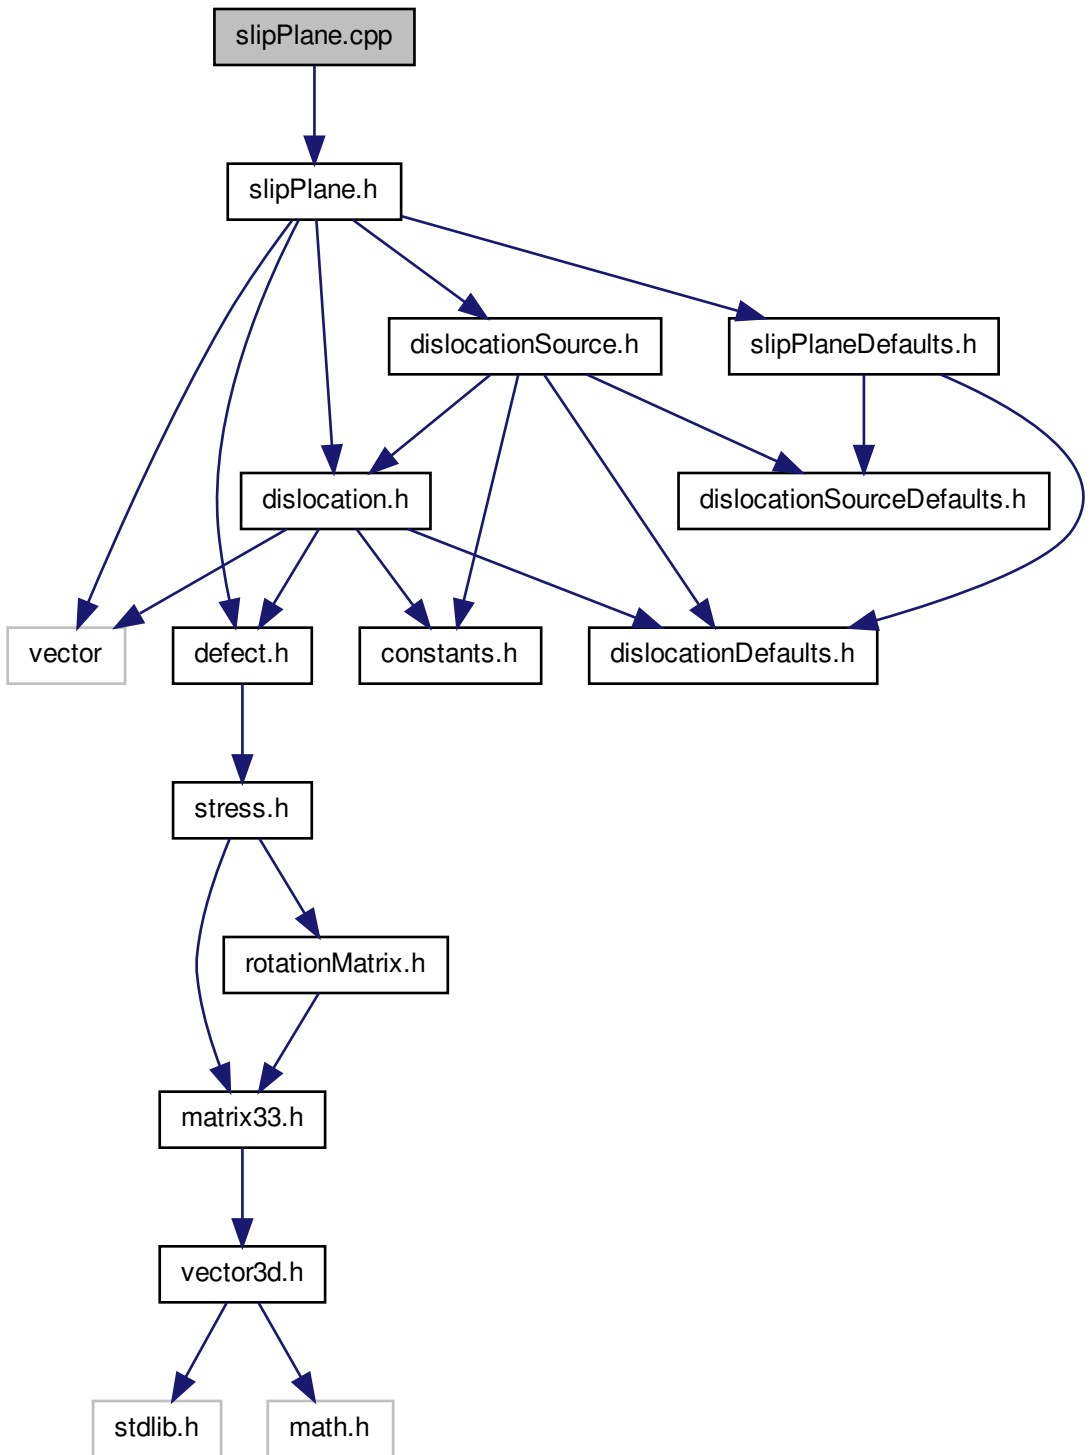 slipPlane.cpp
slipPlane.h
dislocationSource.h
slipPlaneDefaults.h
dislocation.h
dislocationSourceDefaults.h
vector
defect.h
constants.h
dislocationDefaults.h
stress.h
rotationMatrix.h
matrix33.h
vector3d.h
stdlib.h
math.h